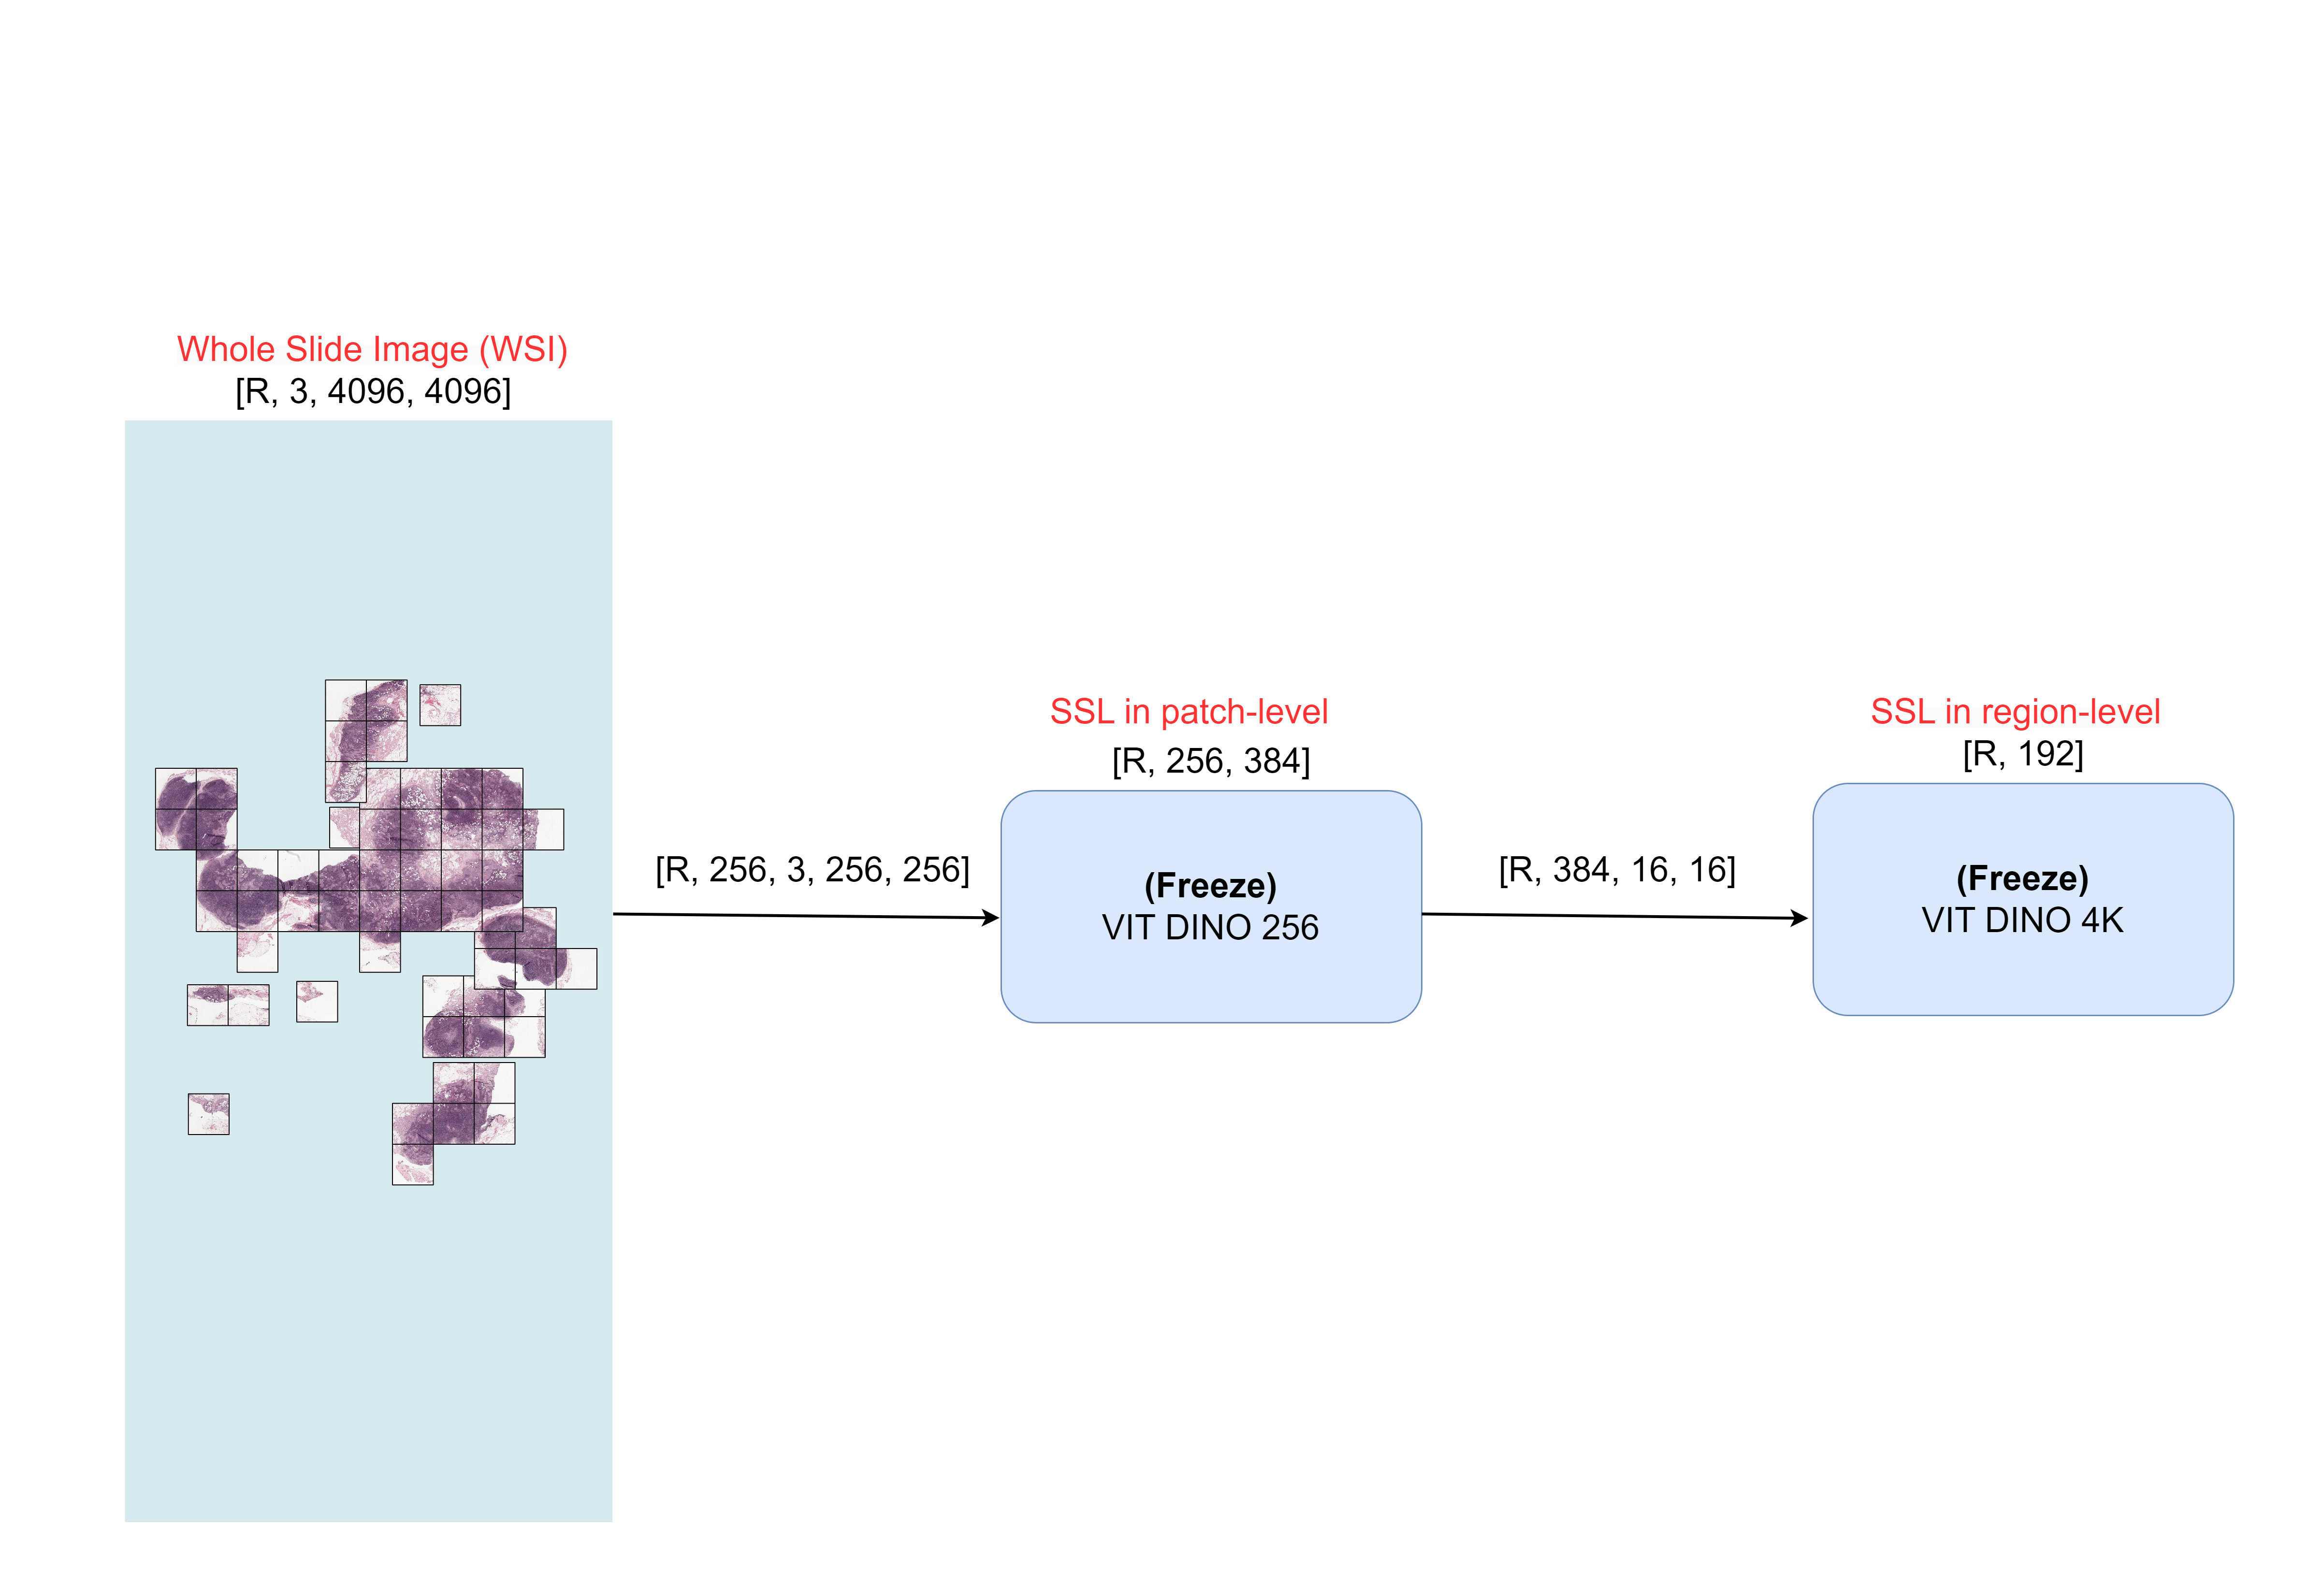 Whole Slide Image (WSI)
[R, 3, 4096, 4096]
[R, 256, 3, 256, 256]
SSL in patch-level
[R, 256, 384]
(Freeze)
VIT DINO 256
[R, 384, 16, 16]
SSL in region-level
[R, 192]
(Freeze)
VIT DINO 4K